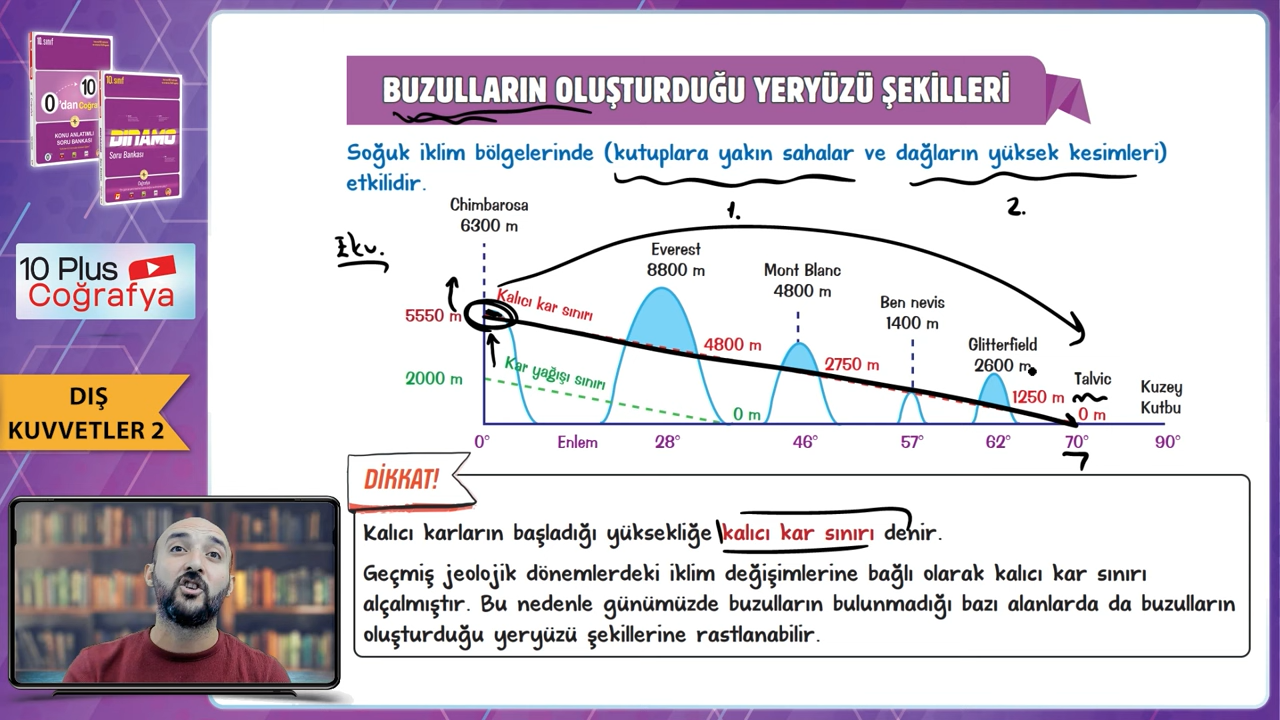 BUZULLARIN OLUŞTURDUĞU YERYÜZÜ ŞEKİLLERİ
Soğuk iklim bölgelerinde (kutuplara yakın sahalar ve dağların yüksek kesimleri)
etkilidir.
1.
2.
Ekv.
Chimbarosa
6300 m
Everest
8800 m
Mont Blanc
4800 m
Ben nevis
1400 m
Glitterfield
2600 m
Talvic
Kuzey
Kutbu
Kalıcı kar sınırı
5550 m
4800 m
2750 m
1250 m
0 m
Kar yağışı sınırı
2000 m
0 m
0° Enlem 28° 46° 57° 62° 70° 90°
DİKKAT!
Kalıcı karların başladığı yüksekliğe kalıcı kar sınırı denir.
Geçmiş jeolojik dönemlerdeki iklim değişimlerine bağlı olarak kalıcı kar sınırı
alçalmıştır. Bu nedenle günümüzde buzulların bulunmadığı bazı alanlarda da buzulların
oluşturduğu yeryüzü şekillerine rastlanabilir.
10. sınıf
0'dan 10
KONU ANLATIMLI
SORU BANKASI
10. sınıf
DİNAMO
Soru Bankası
10 Plus
Coğrafya
DIŞ
KUVVETLER 2